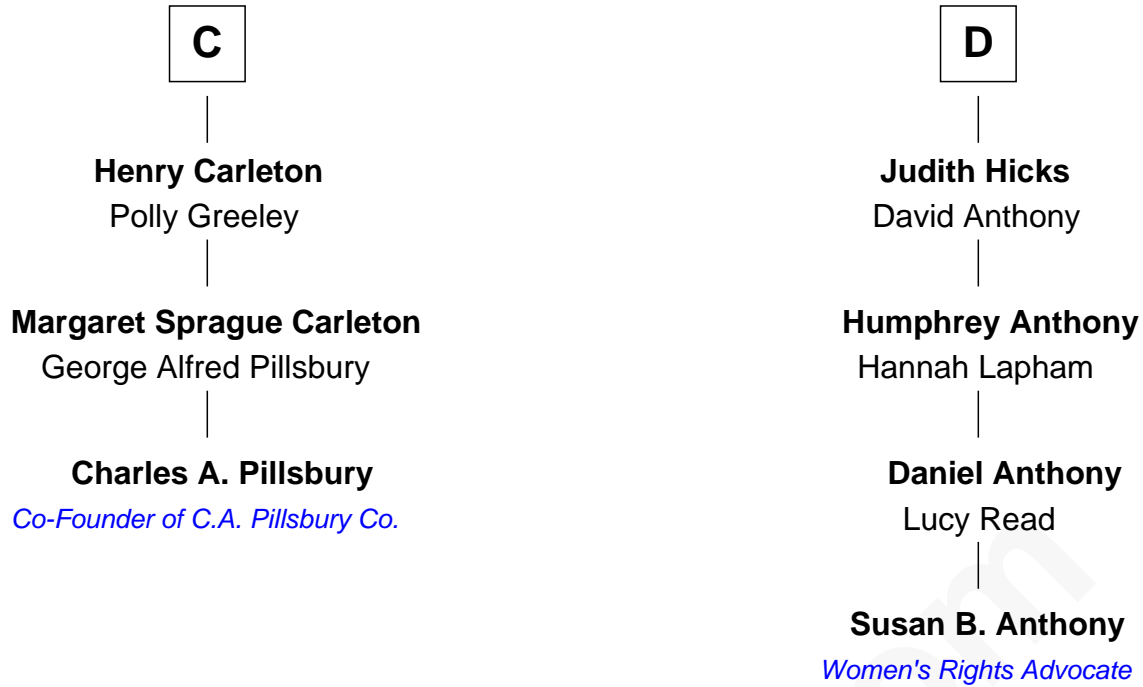 C
Henry Carleton
Polly Greeley
Margaret Sprague Carleton
George Alfred Pillsbury
Charles A. Pillsbury
Co-Founder of C.A. Pillsbury Co.
D
Judith Hicks
David Anthony
Humphrey Anthony
Hannah Lapham
Daniel Anthony
Lucy Read
Susan B. Anthony
Women's Rights Advocate